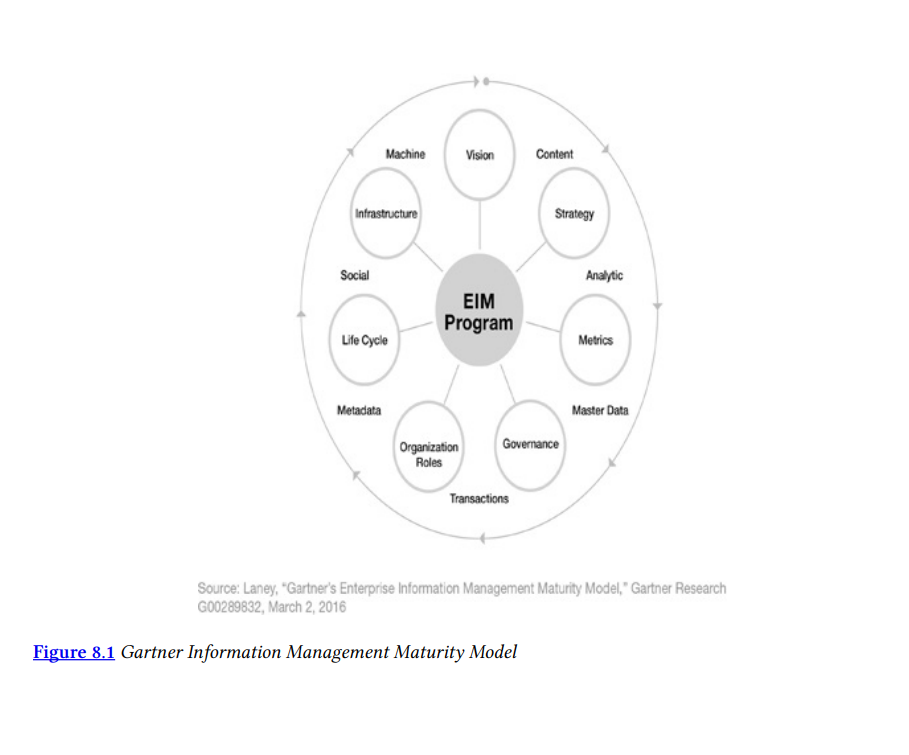 Machine
Vision
Content
Infrastructure
Strategy
Social
Analytic
EIM
Program
Life Cycle
Metrics
Metadata
Master Data
Organization
Roles
Governance
Transactions
Source: Laney, “Gartner's Enterprise Information Management Maturity Model,” Gartner Research
G00289832, March 2, 2016
Figure 8.1 Gartner Information Management Maturity Model